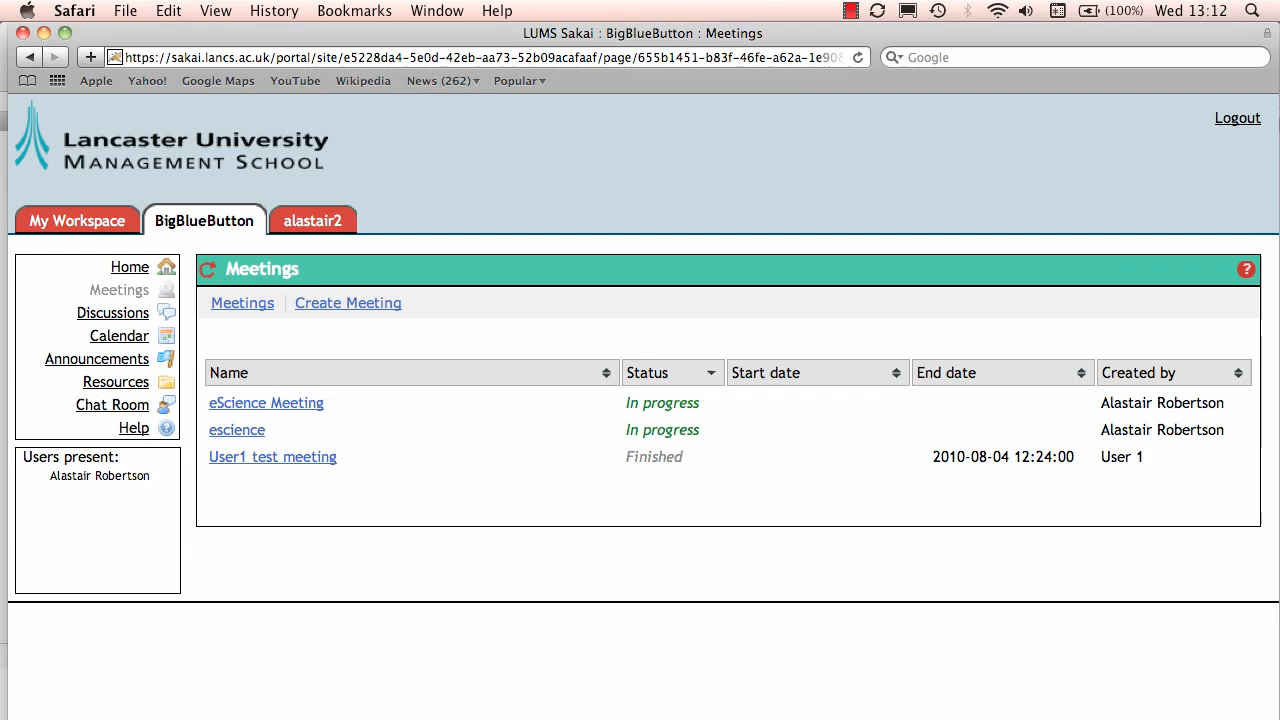 Safari File Edit View History Bookmarks Window Help (100%) Wed 13:12
LUMS Sakai : BigBlueButton : Meetings
https://sakai.lancs.ac.uk/portal/site/e5228da4-5e0d-42eb-aa73-52b09acafaaf/page/655b1451-b83f-46fe-a62a-1e908 Google
Apple Yahoo! Google Maps YouTube Wikipedia News (262) Popular
Logout
Lancaster University
MANAGEMENT SCHOOL
My Workspace BigBlueButton alastair2
Home
Meetings
Discussions
Calendar
Announcements
Resources
Chat Room
Help
Users present:
Alastair Robertson
Meetings ?
Meetings Create Meeting
Name Status Start date End date Created by
eScience Meeting In progress Alastair Robertson
escience In progress Alastair Robertson
User1 test meeting Finished 2010-08-04 12:24:00 User 1